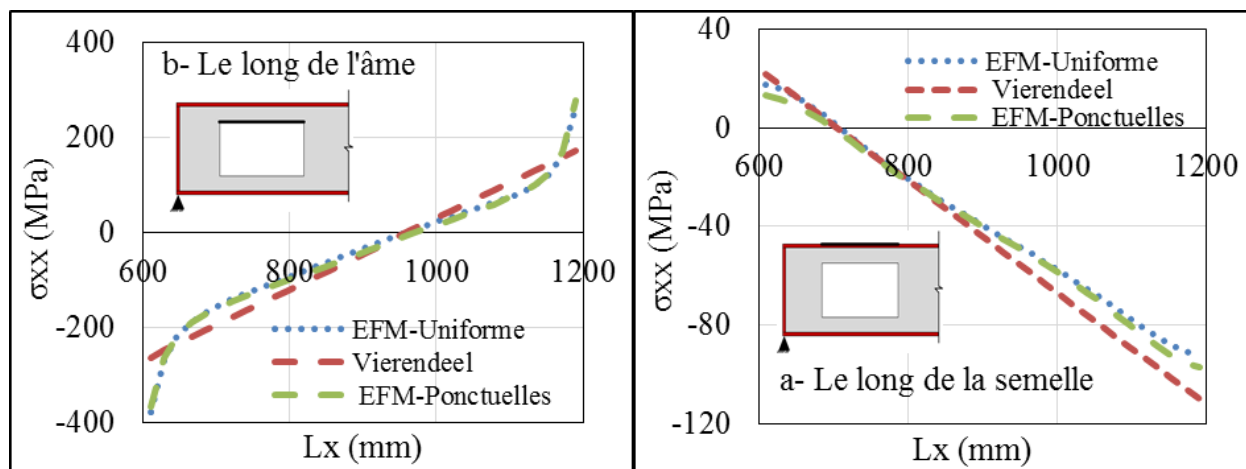 400
b- Le long de l'âme
200
0
600
800
1000
1200
-200
-400
EFM-Uniforme
Vierendeel
EFM-Ponctuelles
σxx (MPa)
Lx (mm)
40
EFM-Uniforme
Vierendeel
EFM-Ponctuelles
0
600
800
1000
1200
-40
-80
-120
a- Le long de la semelle
σxx (MPa)
Lx (mm)